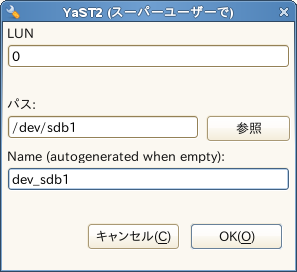 YaST2 (スーパーユーザーで)
LUN
0
パス:
/dev/sdb1
参照
Name (autogenerated when empty):
dev_sdb1
キャンセル(C) OK(O)